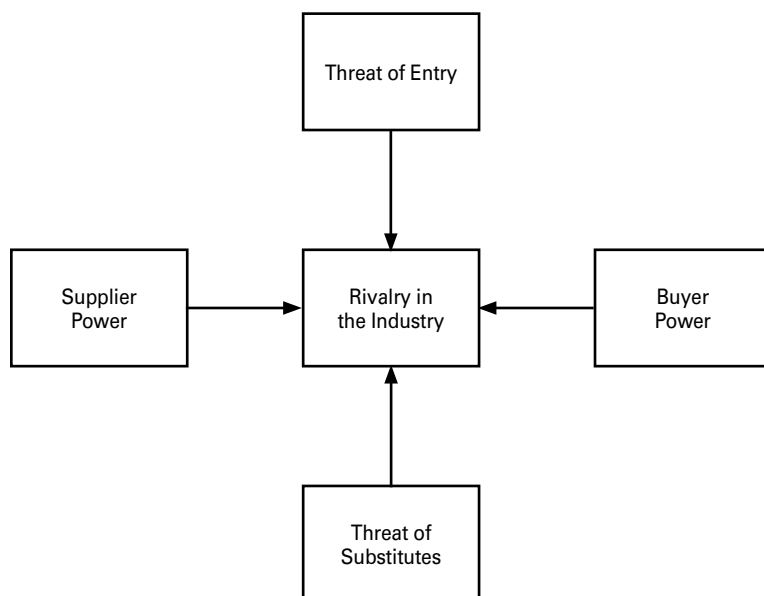 Threat of Entry
Supplier
Power
Rivalry in
the Industry
Buyer
Power
Threat of
Substitutes